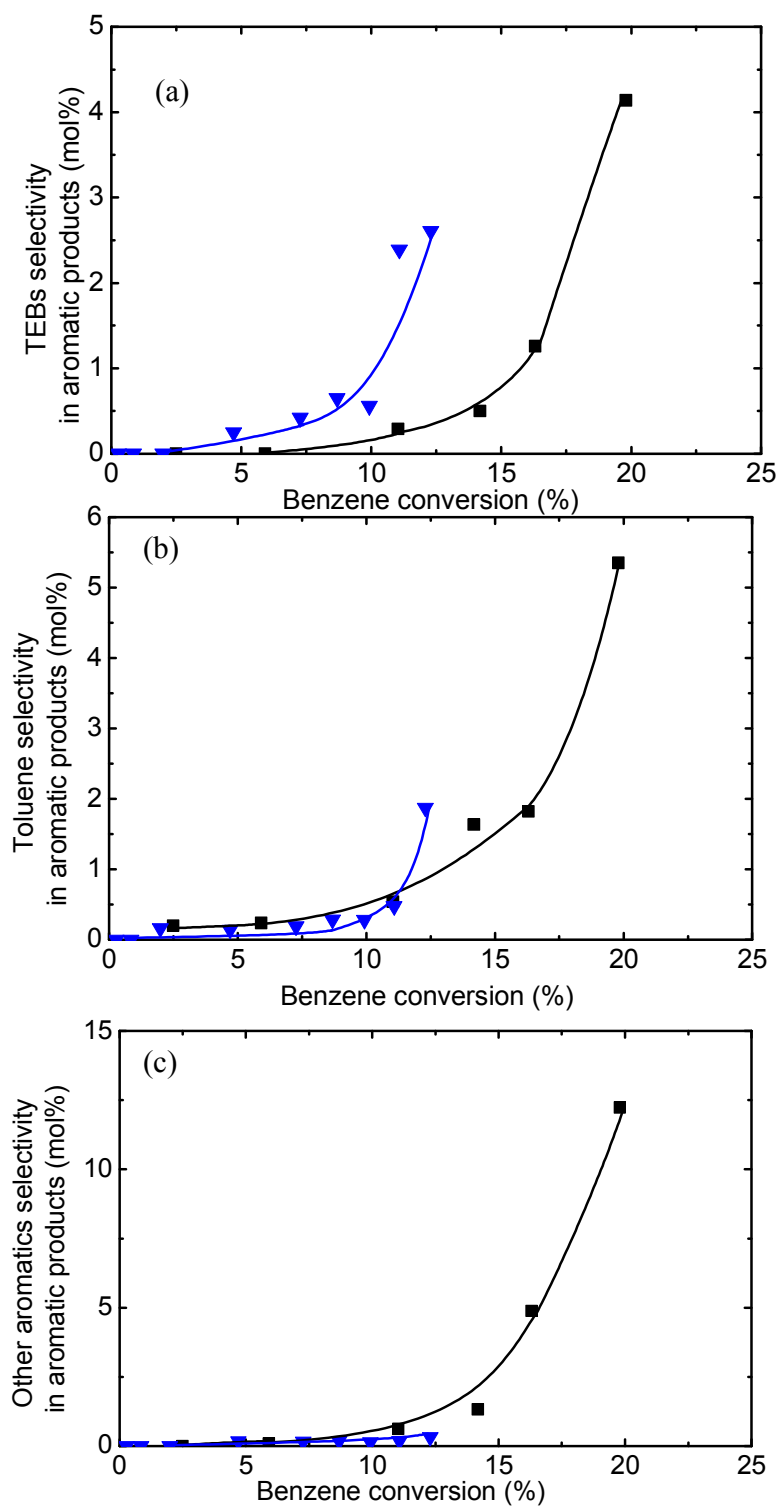 (a)
TEBs selectivity
in aromatic products (mol%)
5
4
3
2
1
0
0 5 10 15 20 25
Benzene conversion (%)
(b)
Toluene selectivity
in aromatic products (mol%)
6
5
4
3
2
1
0
0 5 10 15 20 25
Benzene conversion (%)
(c)
Other aromatics selectivity
in aromatic products (mol%)
15
10
5
0
0 5 10 15 20 25
Benzene conversion (%)